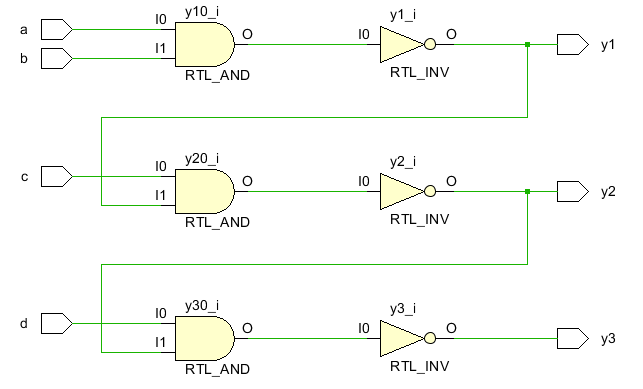 y10_i
y1_i
a I0 O I0 O y1
b I1
RTL_AND RTL_INV
y20_i
y2_i
c I0 O I0 O y2
I1
RTL_AND RTL_INV
y30_i
y3_i
d I0 O I0 O y3
I1
RTL_AND RTL_INV